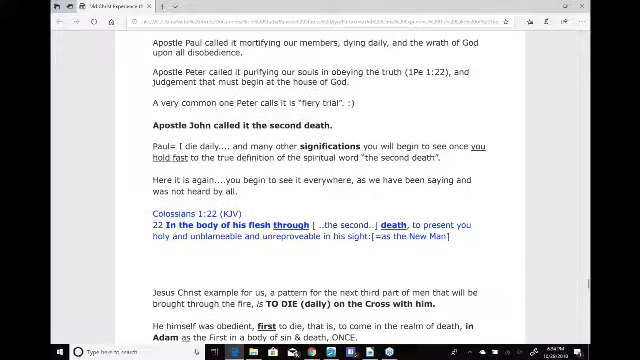 Did Christ Experience t
Apostle Paul called it mortifying our members, dying daily, and the wrath of God
upon all disobedience.
Apostle Peter called it purifying our souls in obeying the truth (1Pe 1:22), and
judgement that must begin at the house of God.
A very common one Peter calls it is “fiery trial”. :)
Apostle John called it the second death.
Paul= I die daily.... and many other significations you will begin to see once you
hold fast to the true definition of the spiritual word “the second death”.
Here it is again....you begin to see it everywhere, as we have been saying and
was not heard by all.
Colossians 1:22 (KJV)
22 In the body of his flesh through [ ..the second..] death, to present you
holy and unblameable and unreproveable in his sight:[=as the New Man]
Jesus Christ example for us, a pattern for the next third part of men that will be
brought through the fire, is TO DIE (daily) on the Cross with him.
He himself was obedient, first to die, that is, to come in the realm of death, in
Adam as the First in a body of sin & death, ONCE.
Type here to search
6:34 PM
10/29/2018